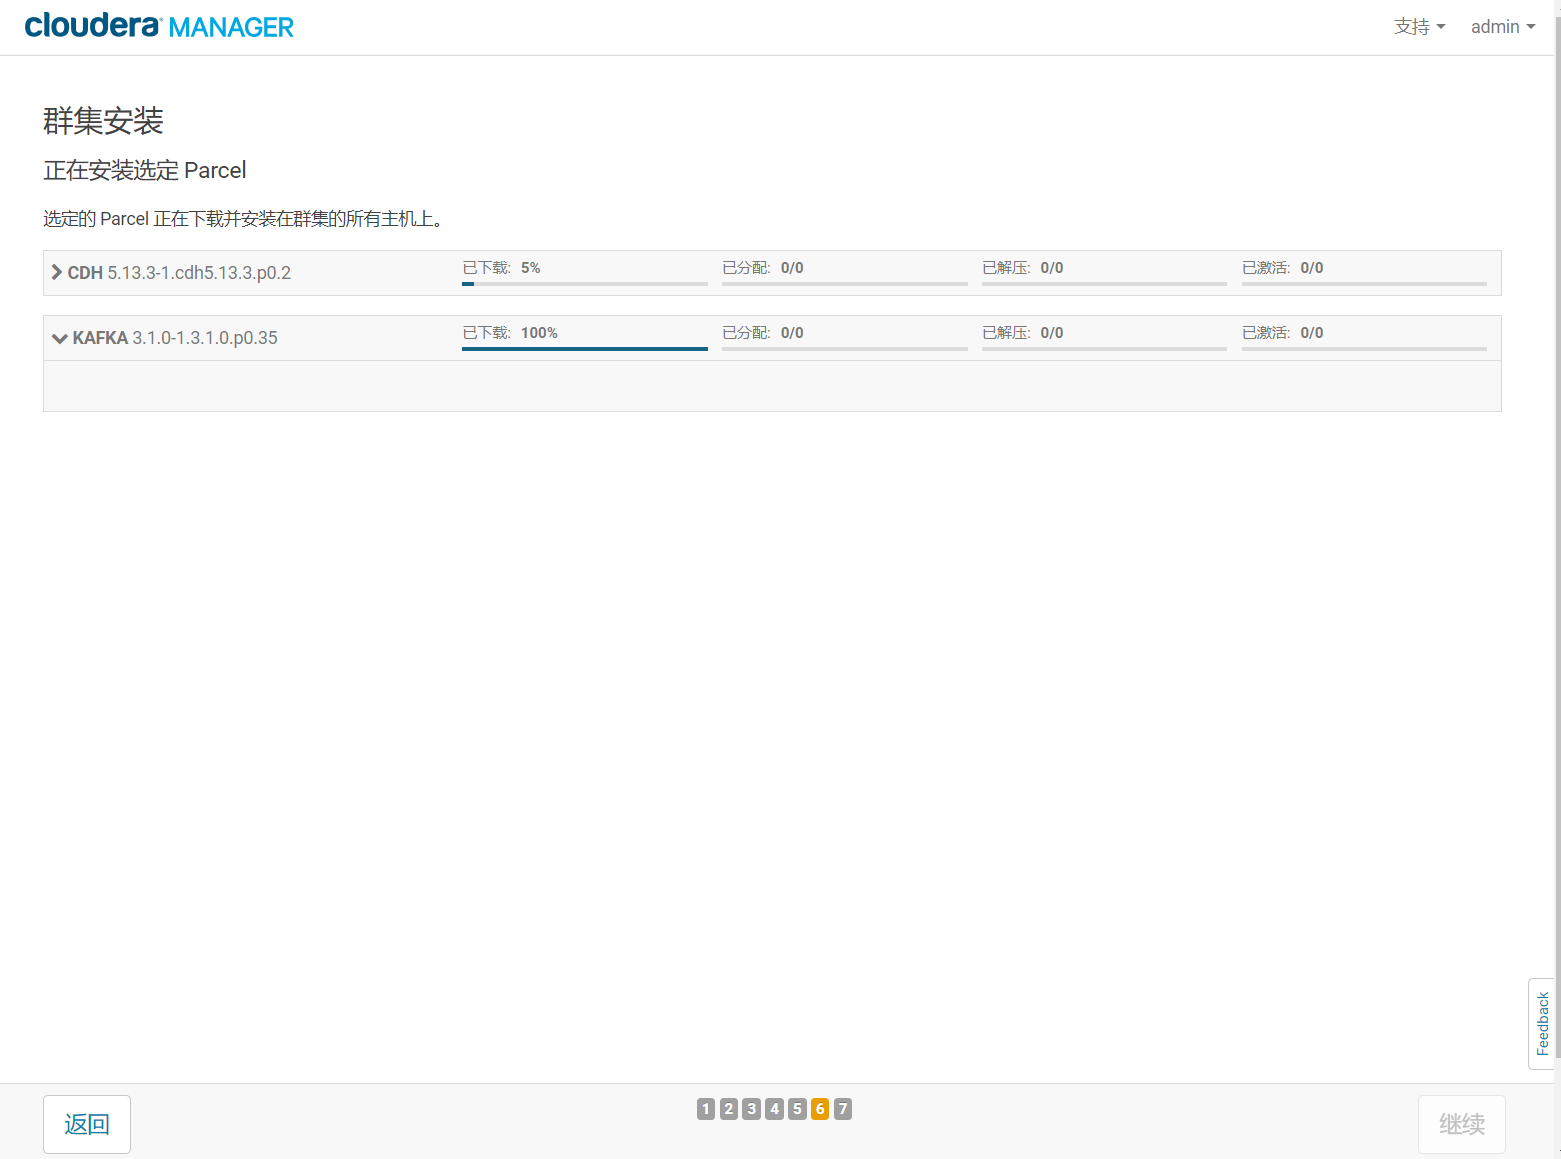 cloudera MANAGER 支持 admin
群集安装
正在安装选定 Parcel
选定的 Parcel 正在下载并安装在群集的所有主机上。
CDH 5.13.3-1.cdh5.13.3.p0.2 已下载: 5% 已分配: 0/0 已解压: 0/0 已激活: 0/0
KAFKA 3.1.0-1.3.1.0.p0.35 已下载: 100% 已分配: 0/0 已解压: 0/0 已激活: 0/0
Feedback
返回 1 2 3 4 5 6 7 继续